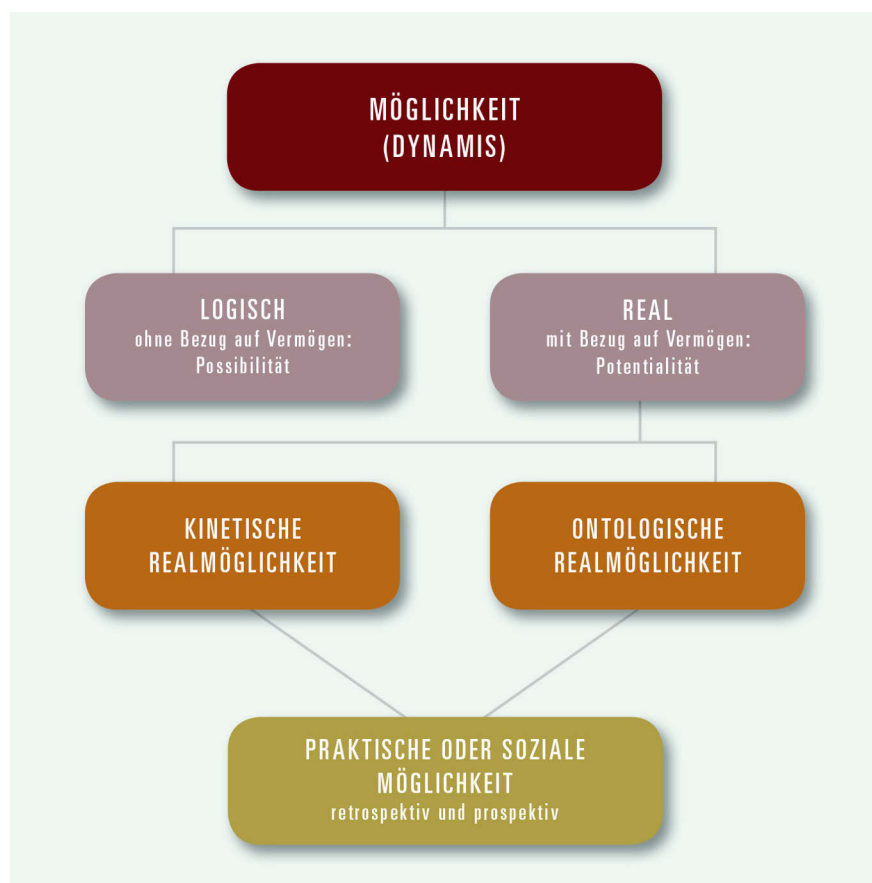 MÖGLICHKEIT
(DYNAMIS)
LOGISCH
ohne Bezug auf Vermögen:
Possibilität
REAL
mit Bezug auf Vermögen:
Potentialität
KINETISCHE
REALMÖGLICHKEIT
ONTOLOGISCHE
REALMÖGLICHKEIT
PRAKTISCHE ODER SOZIALE
MÖGLICHKEIT
retrospektiv und prospektiv